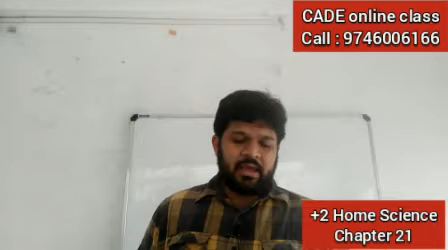 CADE online class
Call : 9746006166
+2 Home Science
Chapter 21